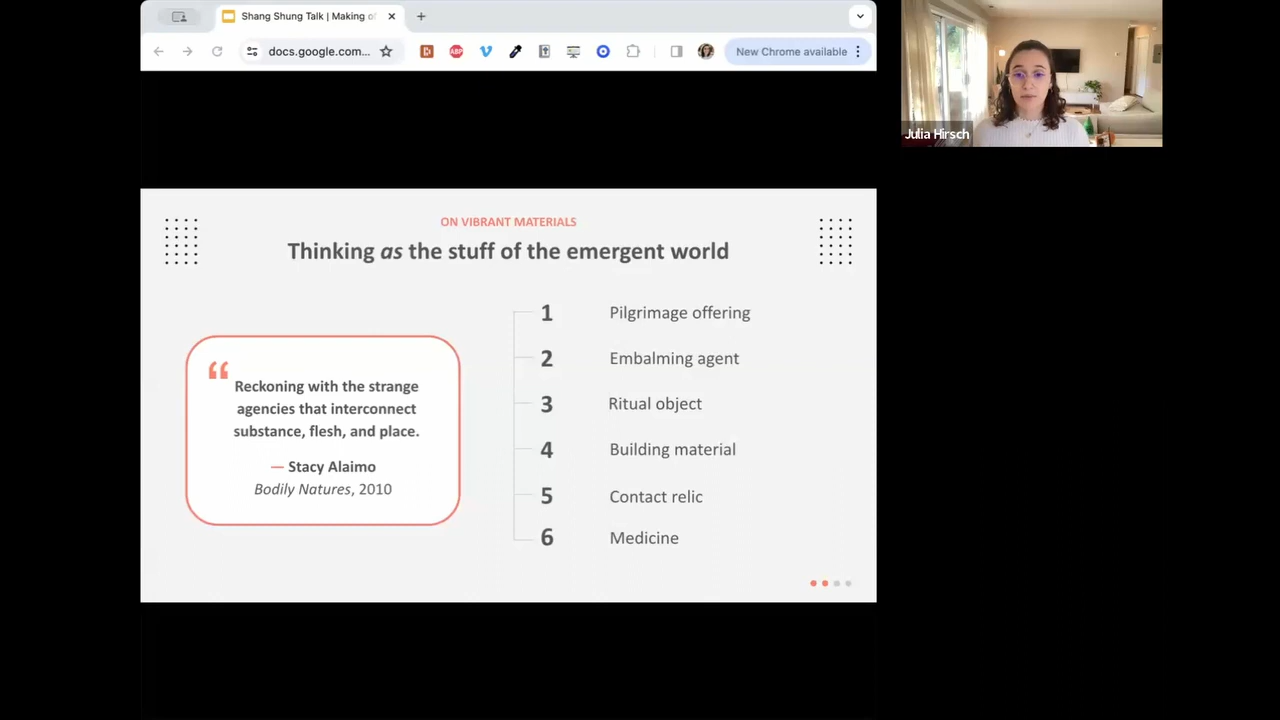 Shang Shung Talk | Making of
docs.google.com...
ABP
New Chrome available
Julia Hirsch
ON VIBRANT MATERIALS
Thinking as the stuff of the emergent world
“
Reckoning with the strange
agencies that interconnect
substance, flesh, and place.
— Stacy Alaimo
Bodily Natures, 2010
1 Pilgrimage offering
2 Embalming agent
3 Ritual object
4 Building material
5 Contact relic
6 Medicine